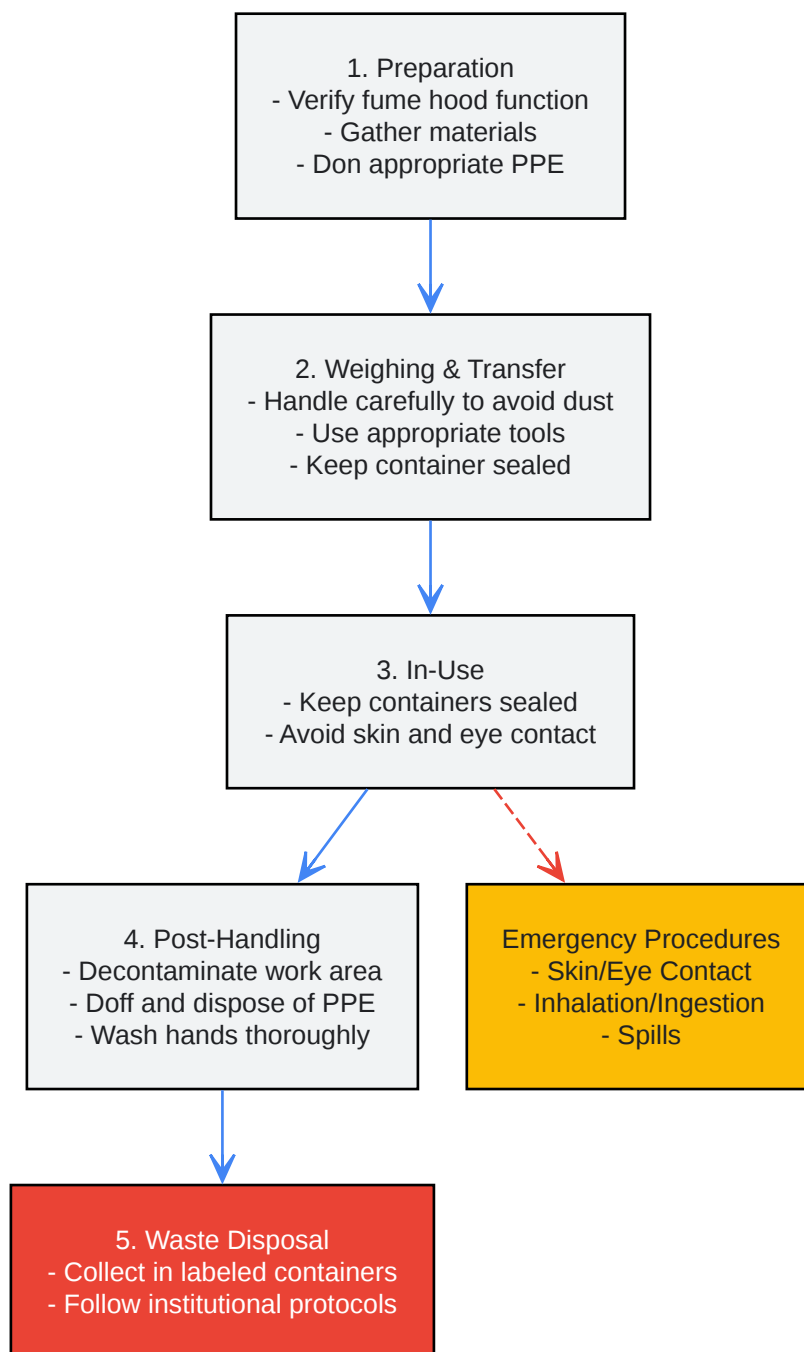 1. Preparation
- Verify fume hood function
- Gather materials
- Don appropriate PPE
2. Weighing & Transfer
- Handle carefully to avoid dust
- Use appropriate tools
- Keep container sealed
3. In-Use
- Keep containers sealed
- Avoid skin and eye contact
4. Post-Handling
- Decontaminate work area
- Doff and dispose of PPE
- Wash hands thoroughly
Emergency Procedures
- Skin/Eye Contact
- Inhalation/Ingestion
- Spills
5. Waste Disposal
- Collect in labeled containers
- Follow institutional protocols